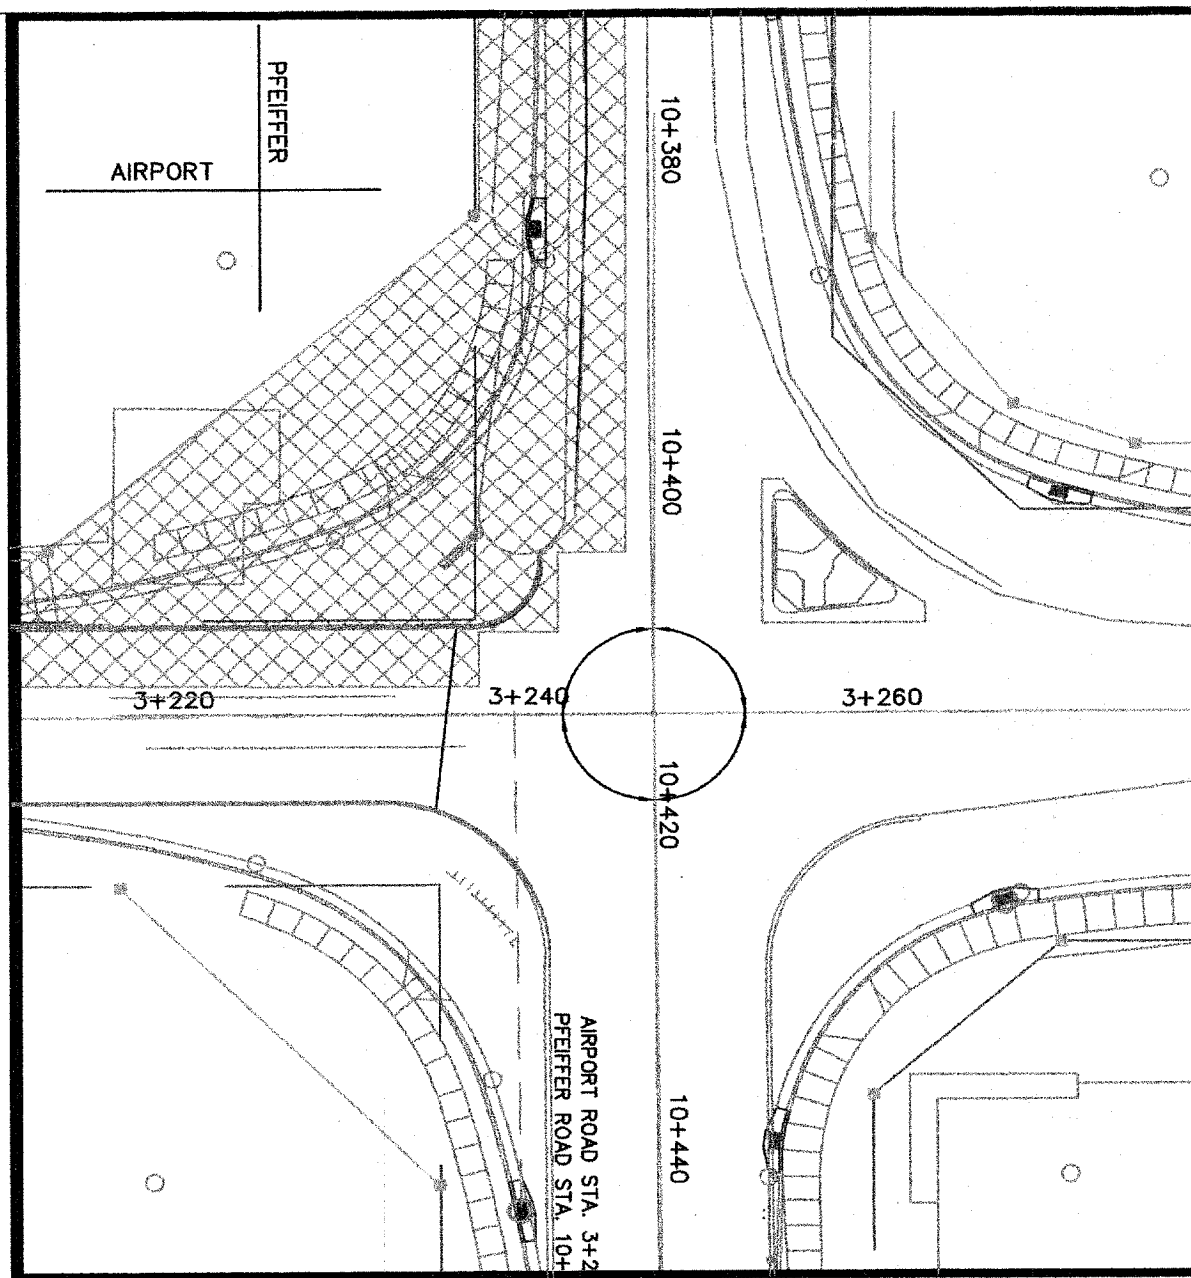 PFEIFFER
AIRPORT
10+380
10+400
3+220
3+240
3+260
10+420
10+440
AIRPORT ROAD STA. 3+2
PFEIFFER ROAD STA. 10+